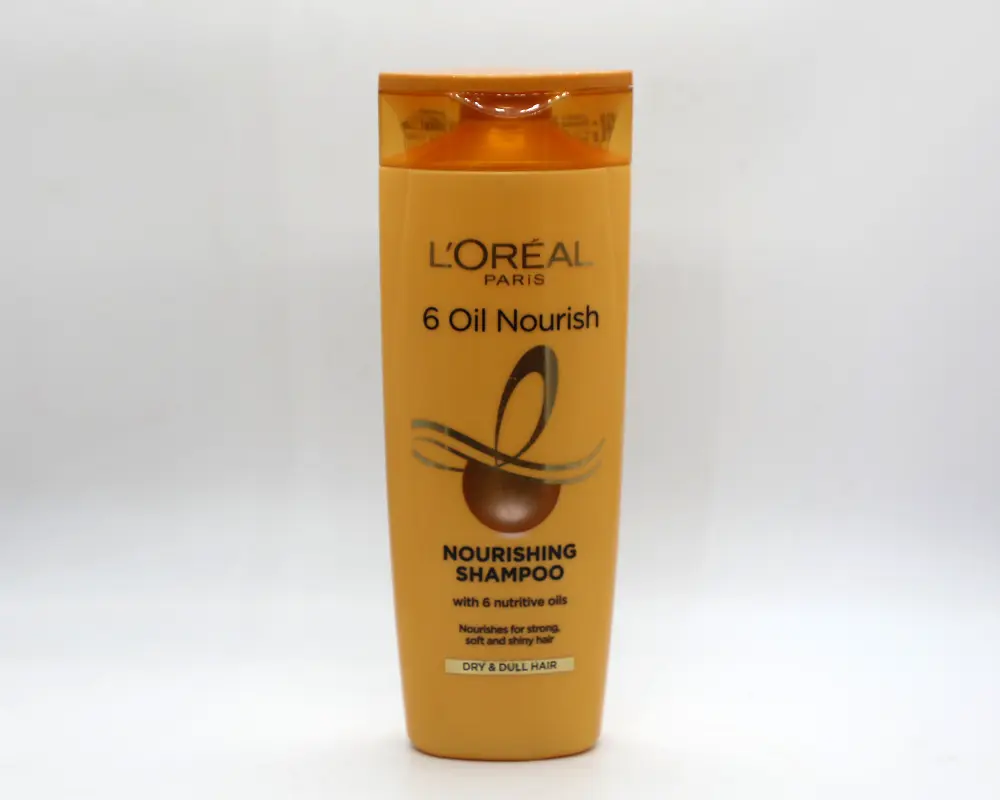 L'ORÉAL
PARiS
6 Oil Nourish
NOURISHING
SHAMPOO
with 6 nutritive oils
Nourishes for strong,
soft and shiny hair
DRY & DULL HAIR